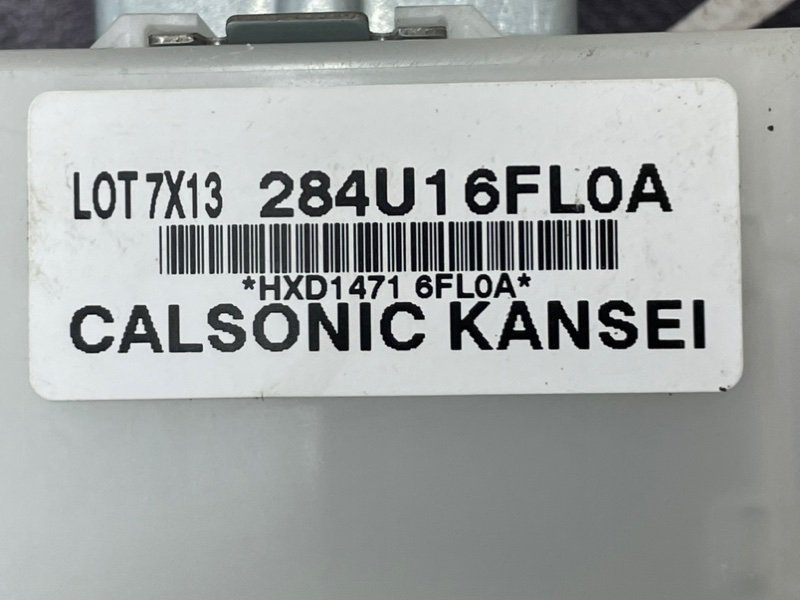 LOT 7X13 284U16FL0A
*HXD1471 6FL0A*
CALSONIC KANSEI